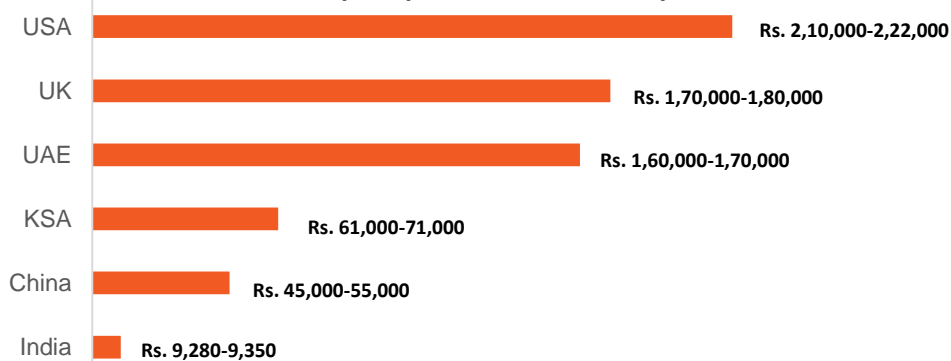 USA Rs. 2,10,000-2,22,000
UK Rs. 1,70,000-1,80,000
UAE Rs. 1,60,000-1,70,000
KSA Rs. 61,000-71,000
China Rs. 45,000-55,000
India Rs. 9,280-9,350